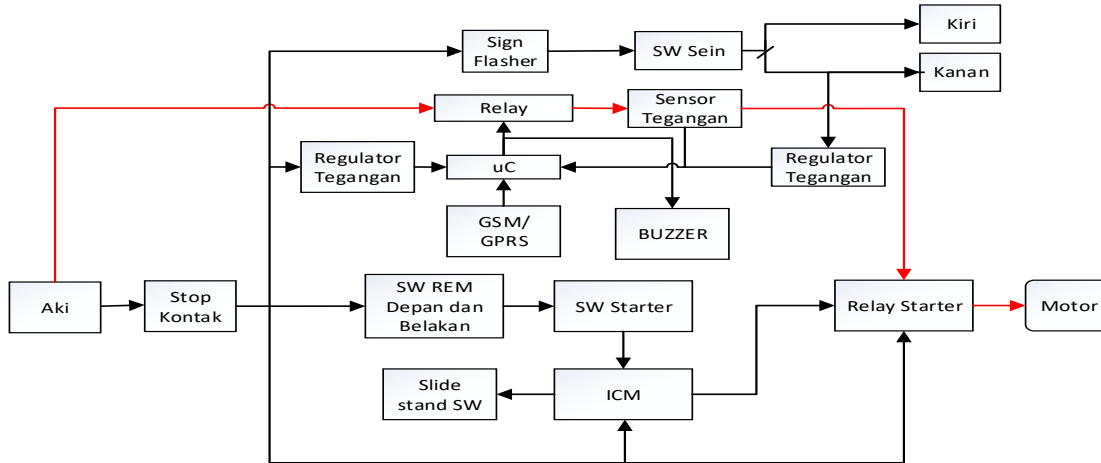 Sign
Flasher
SW Sein
Kiri
Kanan
Relay
Sensor
Tegangan
Regulator
Tegangan
uC
Regulator
Tegangan
GSM/
GPRS
BUZZER
Aki
Stop
Kontak
SW REM
Depan dan
Belakan
SW Starter
Relay Starter
Motor
Slide
stand SW
ICM